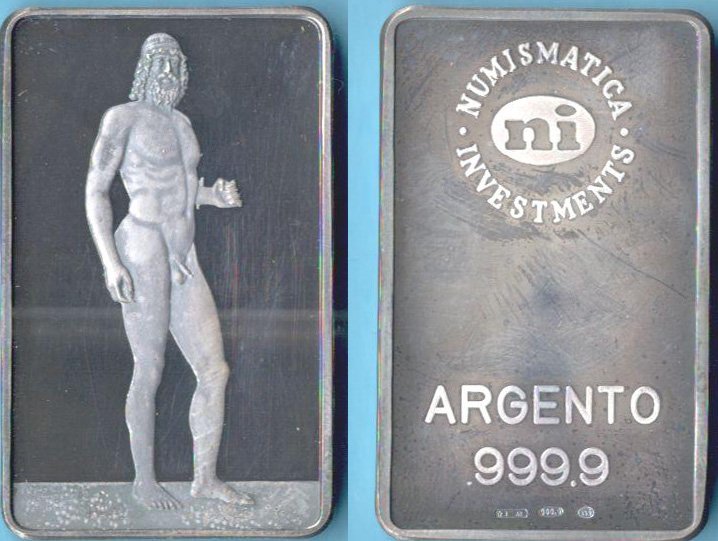 NUMISMATICA
ni
INVESTMENTS
ARGENTO
.999.9